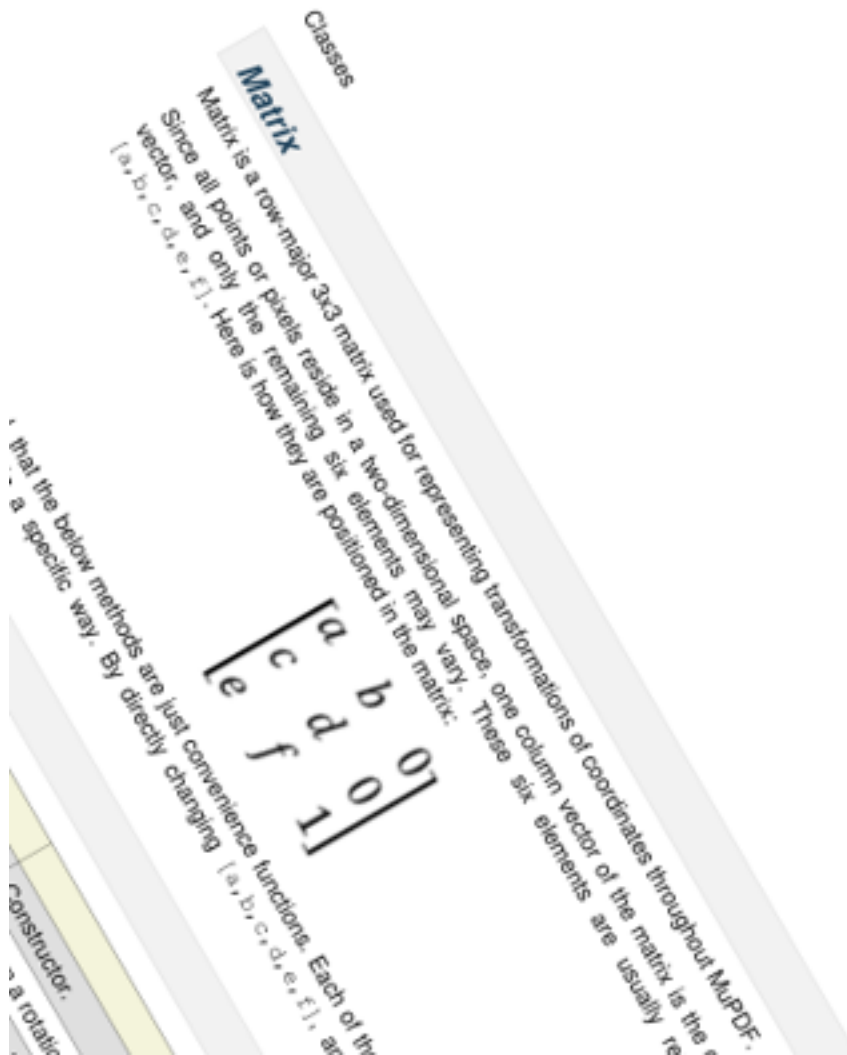 Classes
Matrix
Matrix is a row-major 3x3 matrix used for representing transformations of coordinates throughout MuPDF.
Since all points or pixels reside in a two-dimensional space, one column vector of the matrix is the
vector, and only the remaining six elements may vary. These six elements are usually
[a,b,c,d,e,f]. Here is how they are positioned in the matrix:
a b 0
c d 0
e f 1
that the below methods are just convenience functions. Each of the
a specific way. By directly changing [a,b,c,d,e,f],
Constructor.
a